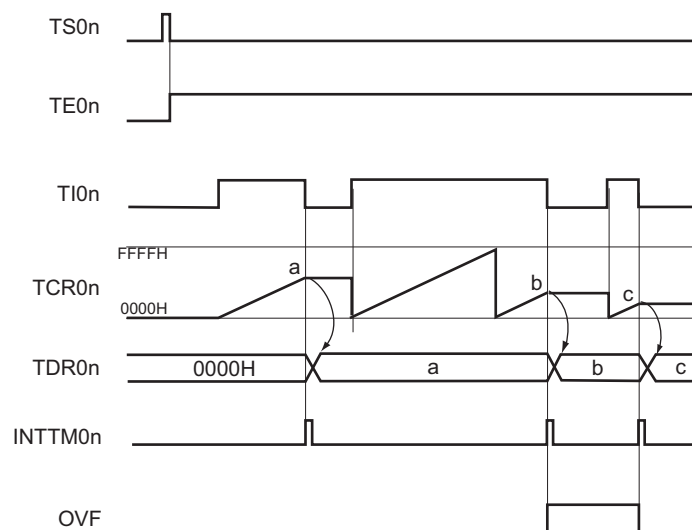 TS0n
TE0n
TI0n
FFFFH
TCR0n
0000H
a
b
c
TDR0n
0000H
a
b
c
INTTM0n
OVF